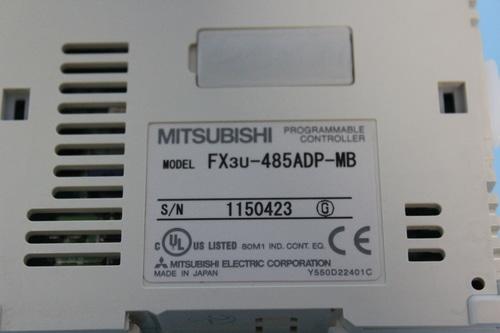 MITSUBISHI PROGRAMMABLE CONTROLLER
MODEL FX3U-485ADP-MB
S/N 1150423 G
C UL US LISTED 80M1 IND. CONT. EQ. CE
MITSUBISHI ELECTRIC CORPORATION
MADE IN JAPAN Y550D22401C